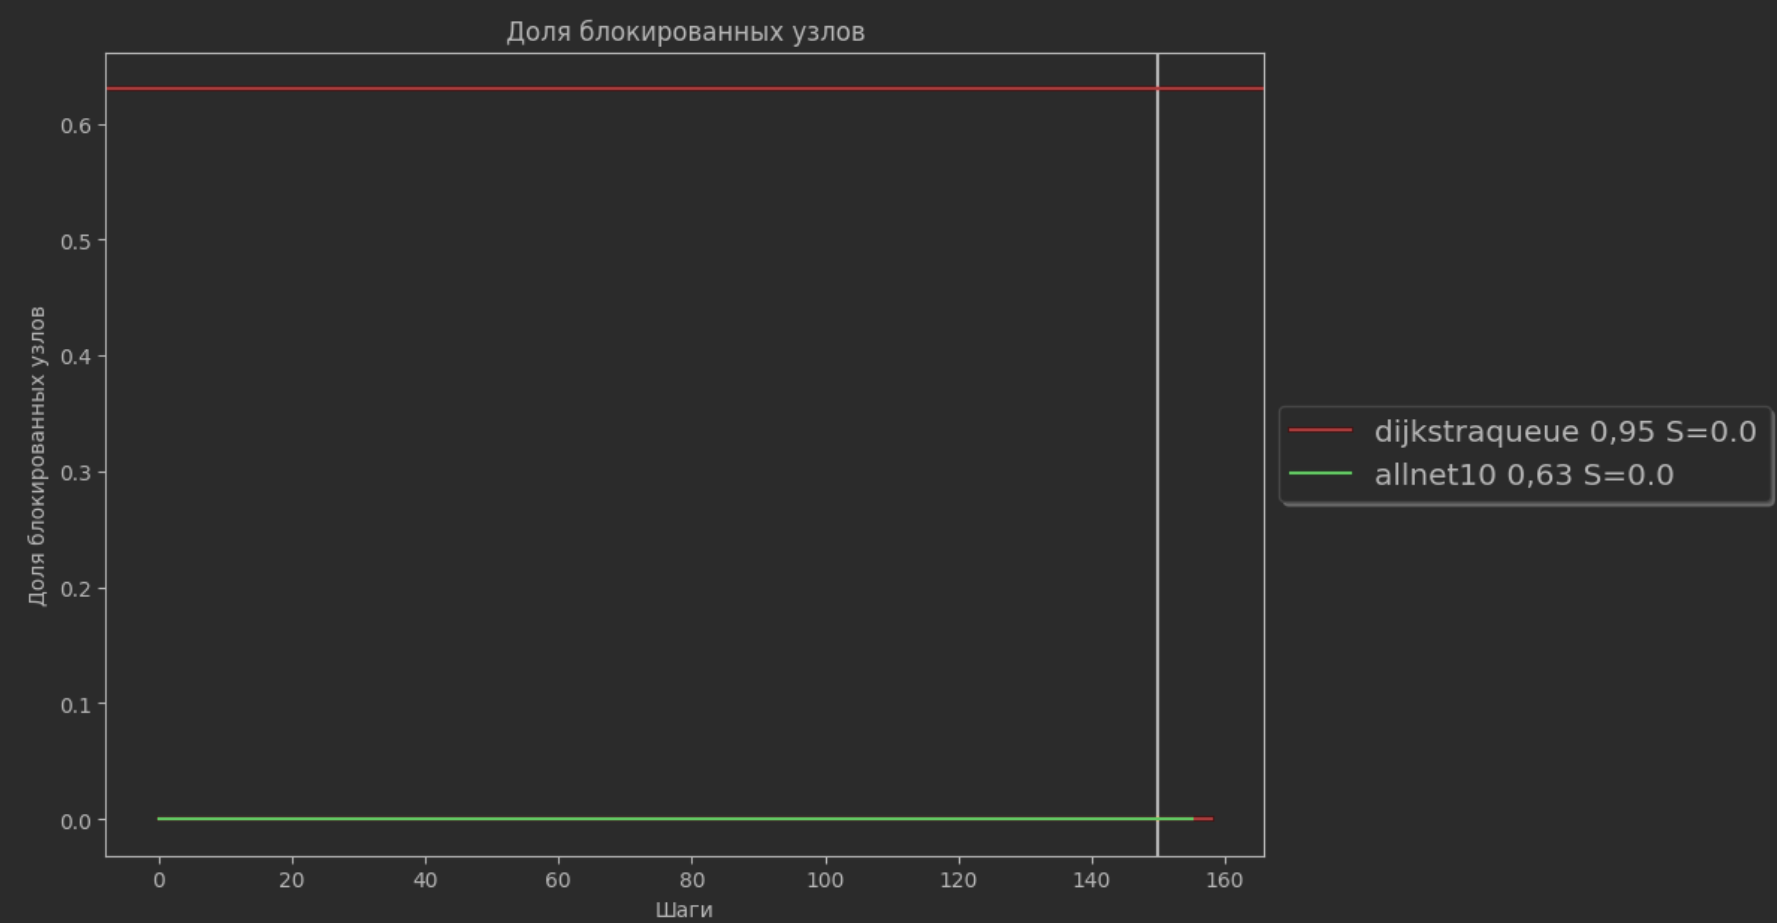 Доля блокированных узлов
Доля блокированных узлов
0.6
0.5
0.4
0.3
0.2
0.1
0.0
0 20 40 60 80 100 120 140 160
Шаги
dijkstraqueue 0,95 S=0.0
allnet10 0,63 S=0.0